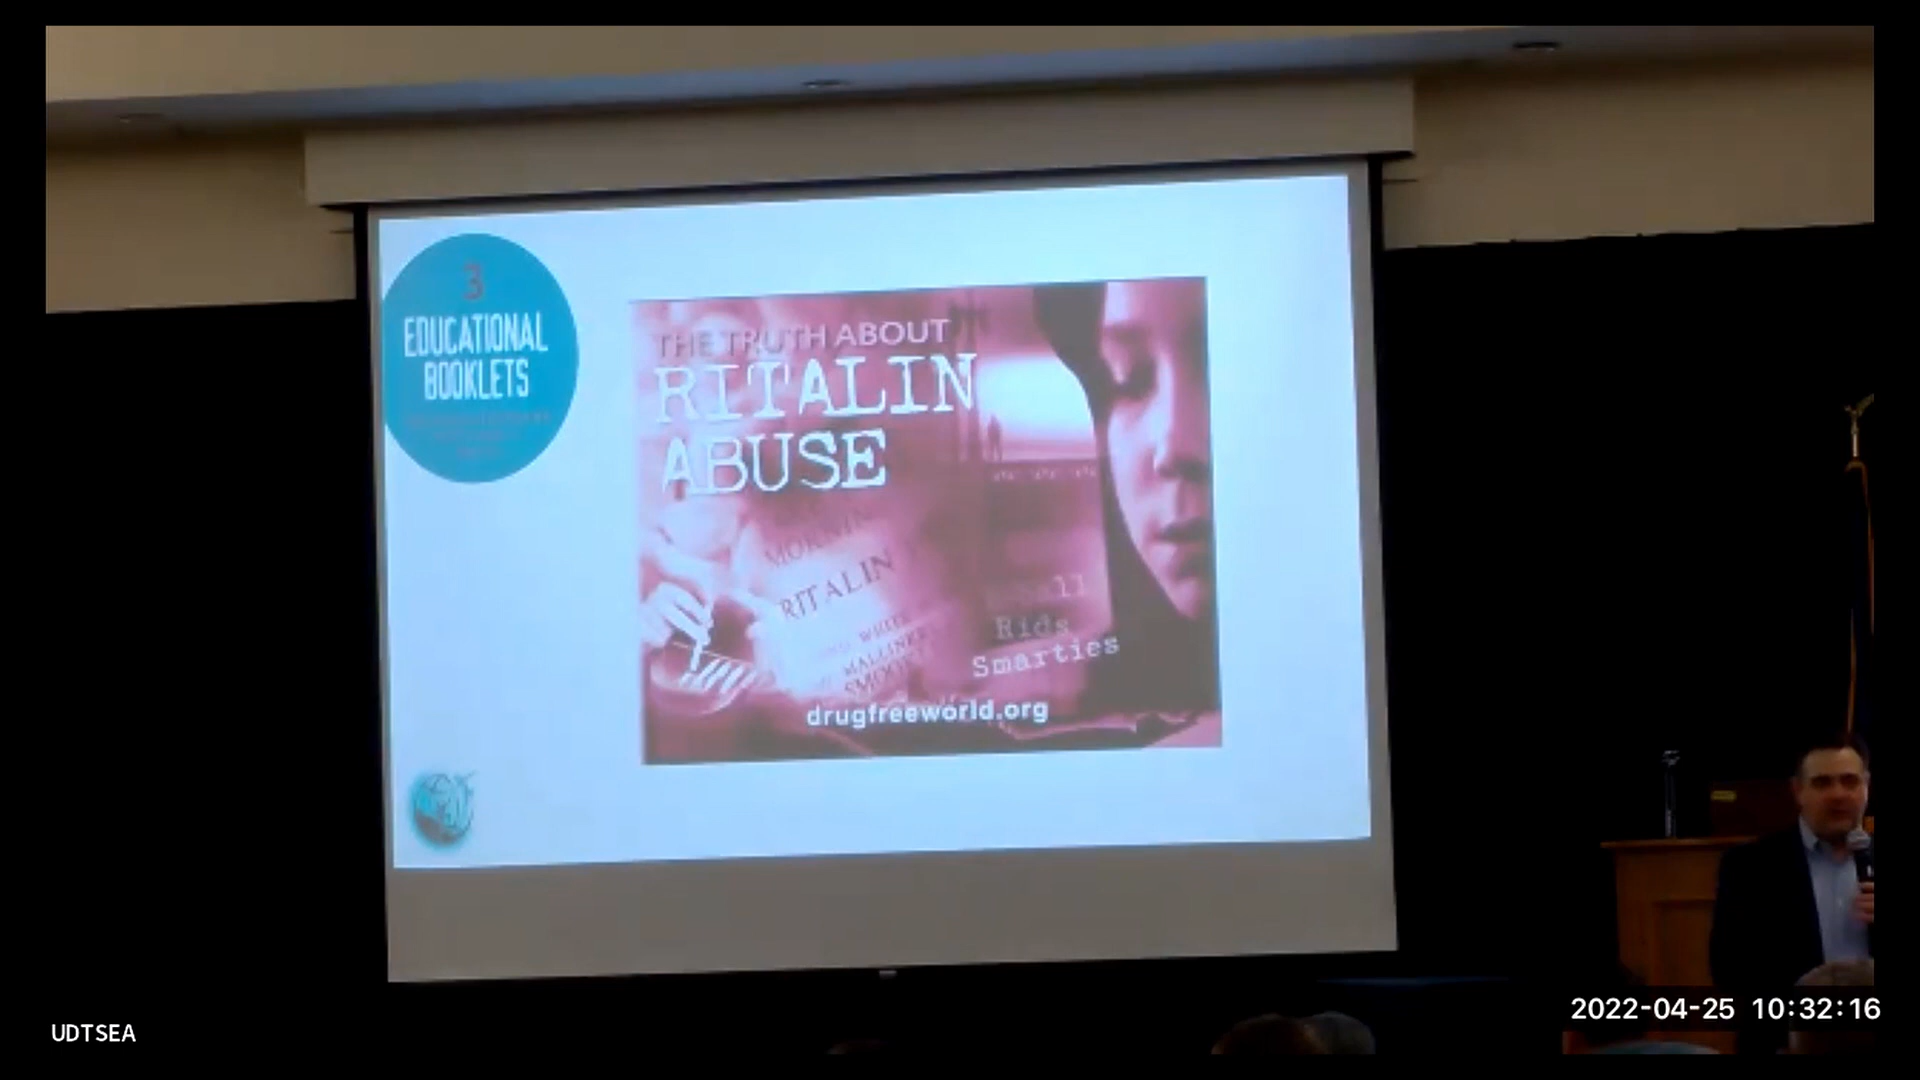 3
EDUCATIONAL
BOOKLETS
THE TRUTH ABOUT
RITALIN
ABUSE
RITALIN
WHITE
Kids
Smarties
drugfreeworld.org
UDTSEA
2022-04-25 10:32:16